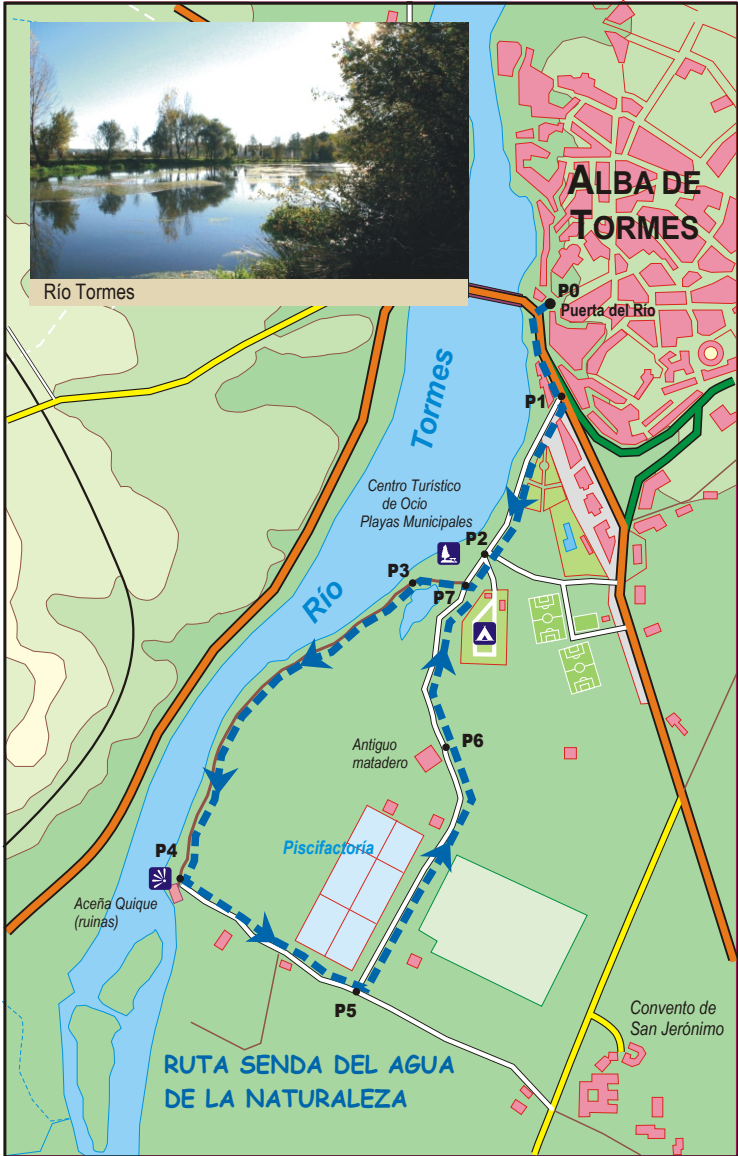 Río Tormes
ALBA DE
TORMES
P0
Puerta del Río
P1
Tormes
Centro Turístico
de Ocio
Playas Municipales
P2
P3
P7
Río
P6
Antiguo
matadero
Piscifactoría
P4
Aceña Quique
(ruinas)
P5
Convento de
San Jerónimo
RUTA SENDA DEL AGUA
DE LA NATURALEZA